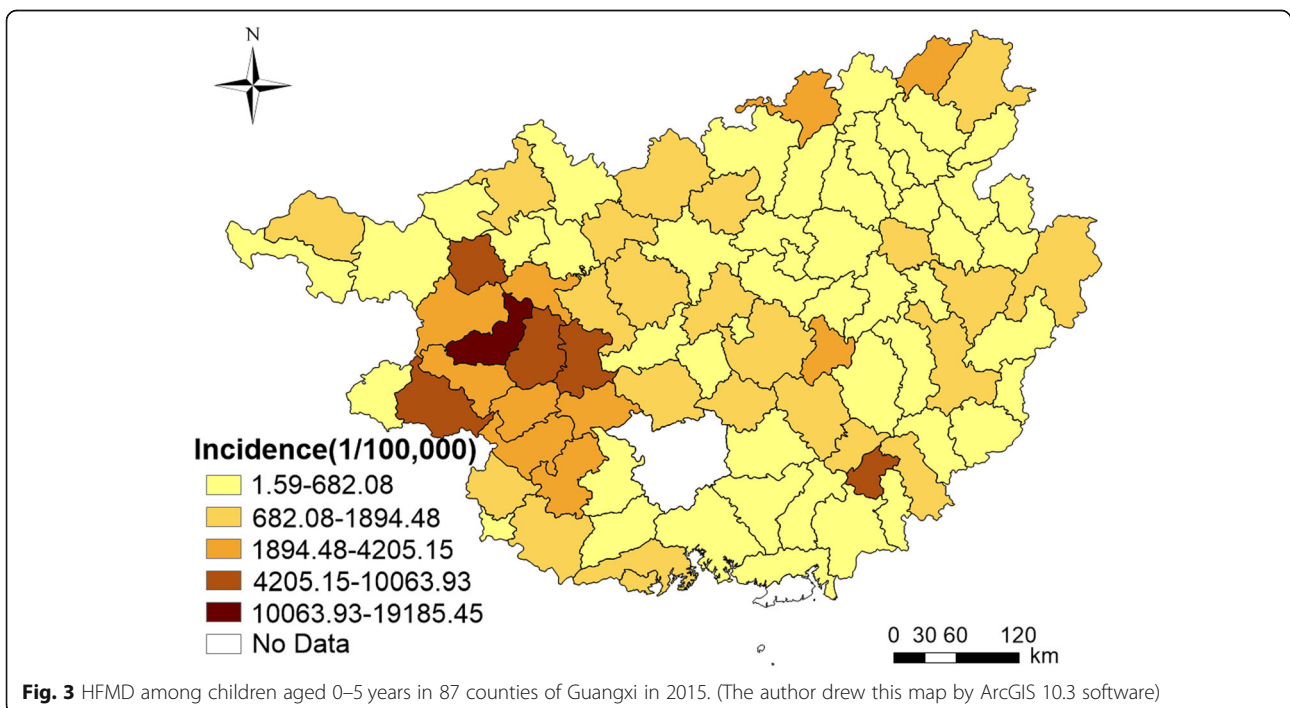 N
Incidence(1/100,000)
1.59-682.08
682.08-1894.48
1894.48-4205.15
4205.15-10063.93
10063.93-19185.45
No Data
0 30 60 120
km
Fig. 3 HFMD among children aged 0–5 years in 87 counties of Guangxi in 2015. (The author drew this map by ArcGIS 10.3 software)